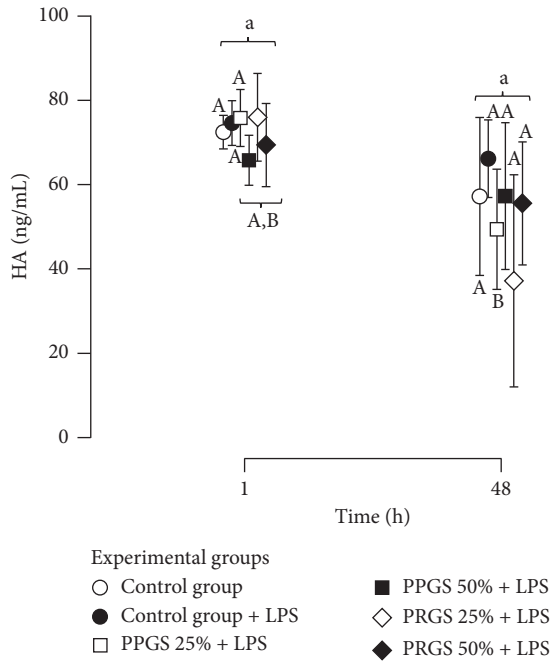 100
80
60
40
20
0
HA (ng/mL)
a
A
A
A
A,B
a
AA
A
A
A
B
1
48
Time (h)
Experimental groups
Control group
Control group + LPS
PPGS 25% + LPS
PPGS 50% + LPS
PRGS 25% + LPS
PRGS 50% + LPS